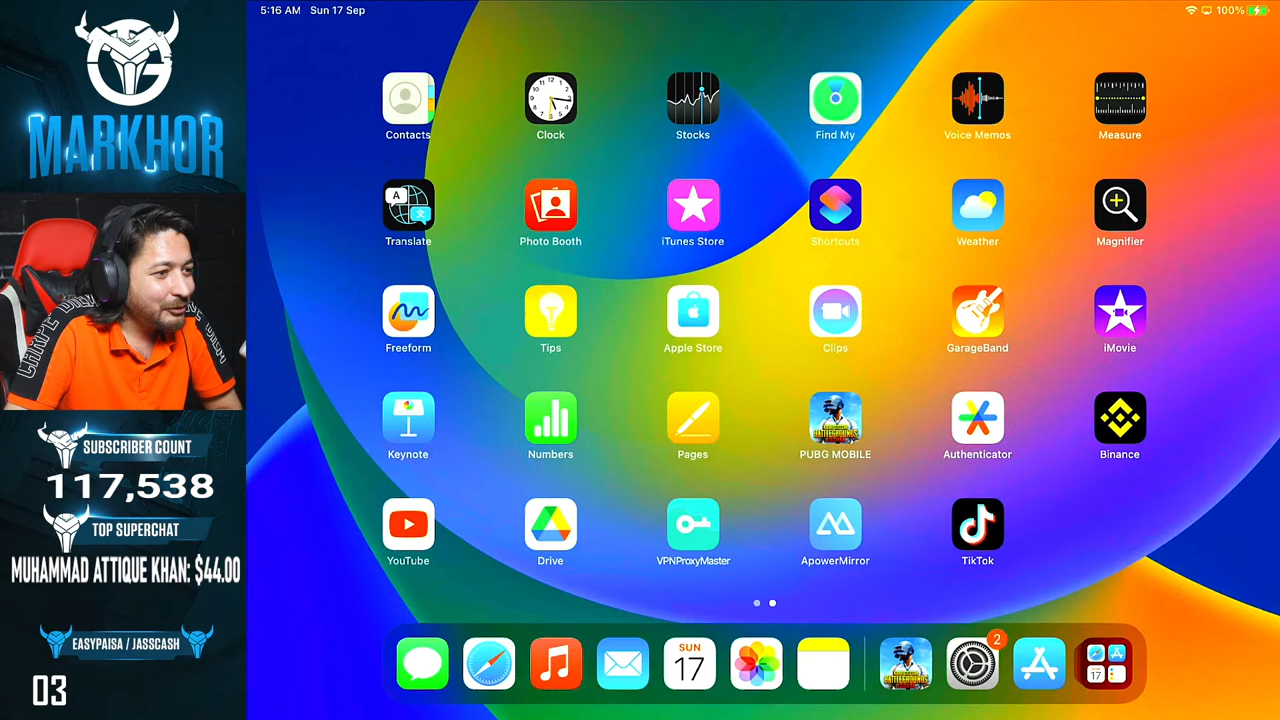 5:16 AM Sun 17 Sep
100%
MARKHOR
Contacts
Clock
Stocks
Find My
Voice Memos
Measure
A
Translate
Photo Booth
iTunes Store
Shortcuts
Weather
Magnifier
Freeform
Tips
Apple Store
Clips
GarageBand
iMovie
Keynote
Numbers
Pages
PUBG MOBILE
Authenticator
Binance
YouTube
Drive
VPNProxyMaster
ApowerMirror
TikTok
SUBSCRIBER COUNT
117,538
TOP SUPERCHAT
MUHAMMAD ATTIQUE KHAN: $44.00
EASYPAISA / JASSCASH
03
SUN
17
2
17